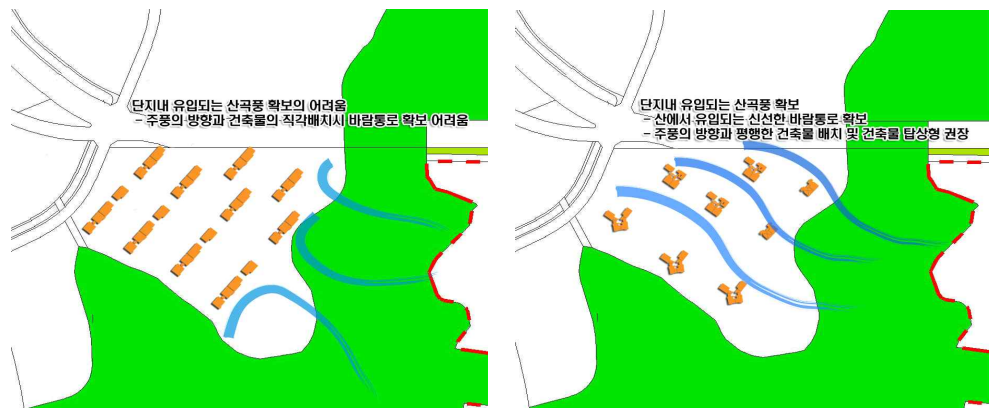 단지내 유입되는 산곡풍 확보의 어려움
- 주풍의 방향과 건축물의 직각배치시 바람통로 확보 어려움
단지내 유입되는 산곡풍 확보
- 산에서 유입되는 신선한 바람통로 확보
- 주풍의 방향과 평행한 건축물 배치 및 건축물 탑상형 권장